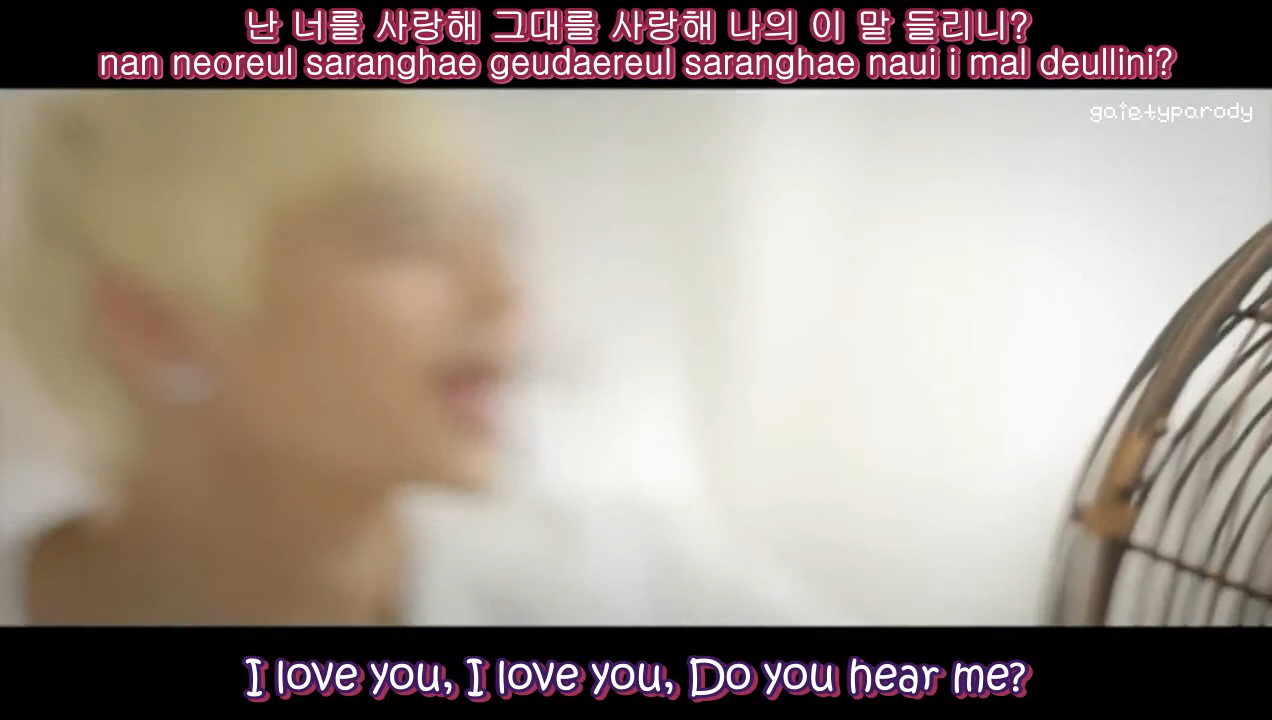 난 너를 사랑해 그대를 사랑해 나의 이 말 들리니?
nan neoreul saranghae geudaereul saranghae naui i mal deullini?
gaietyparody
I love you, I love you, Do you hear me?